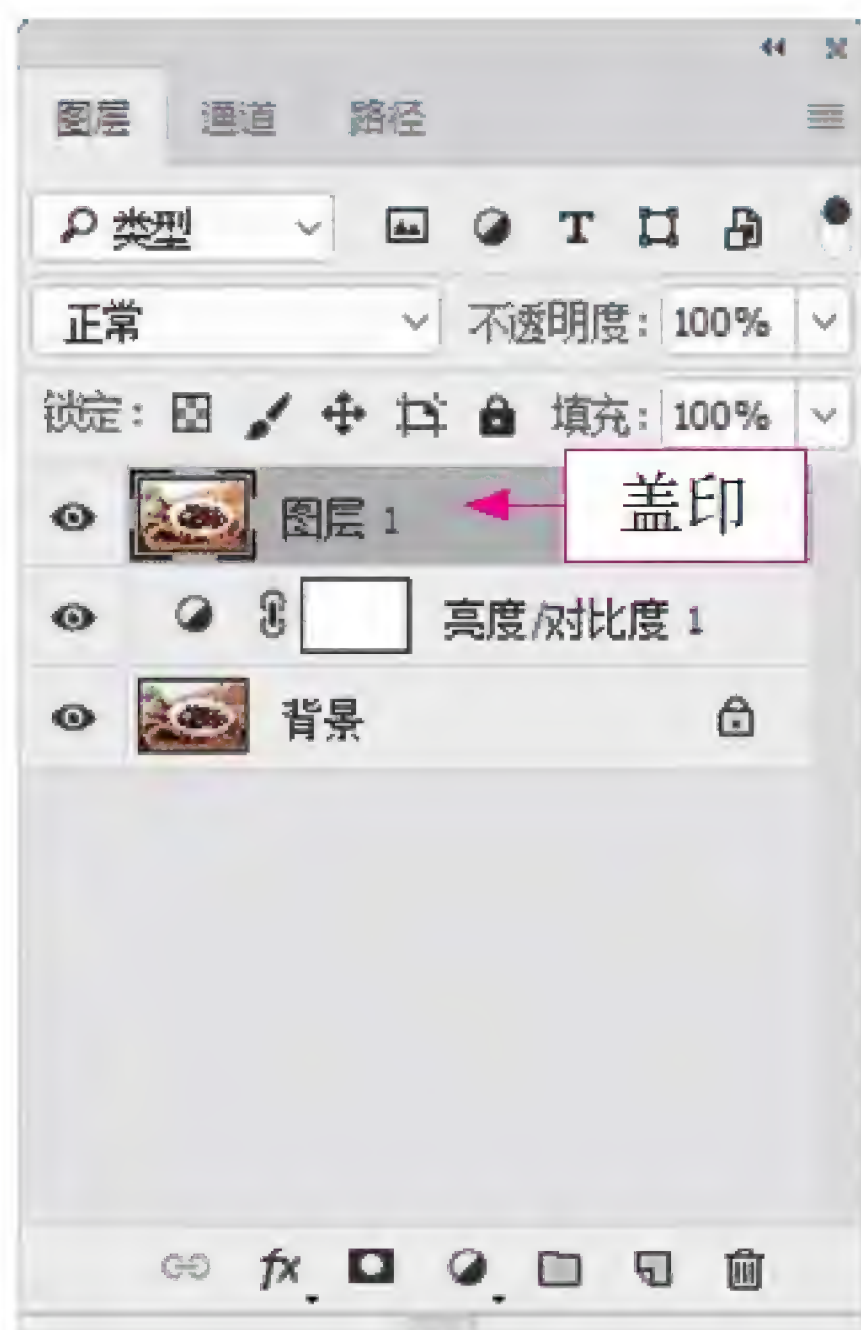 图层 通道 路径
类型
正常 不透明度: 100%
锁定: 填充: 100%
图层 1 盖印
亮度/对比度 1
背景
fx